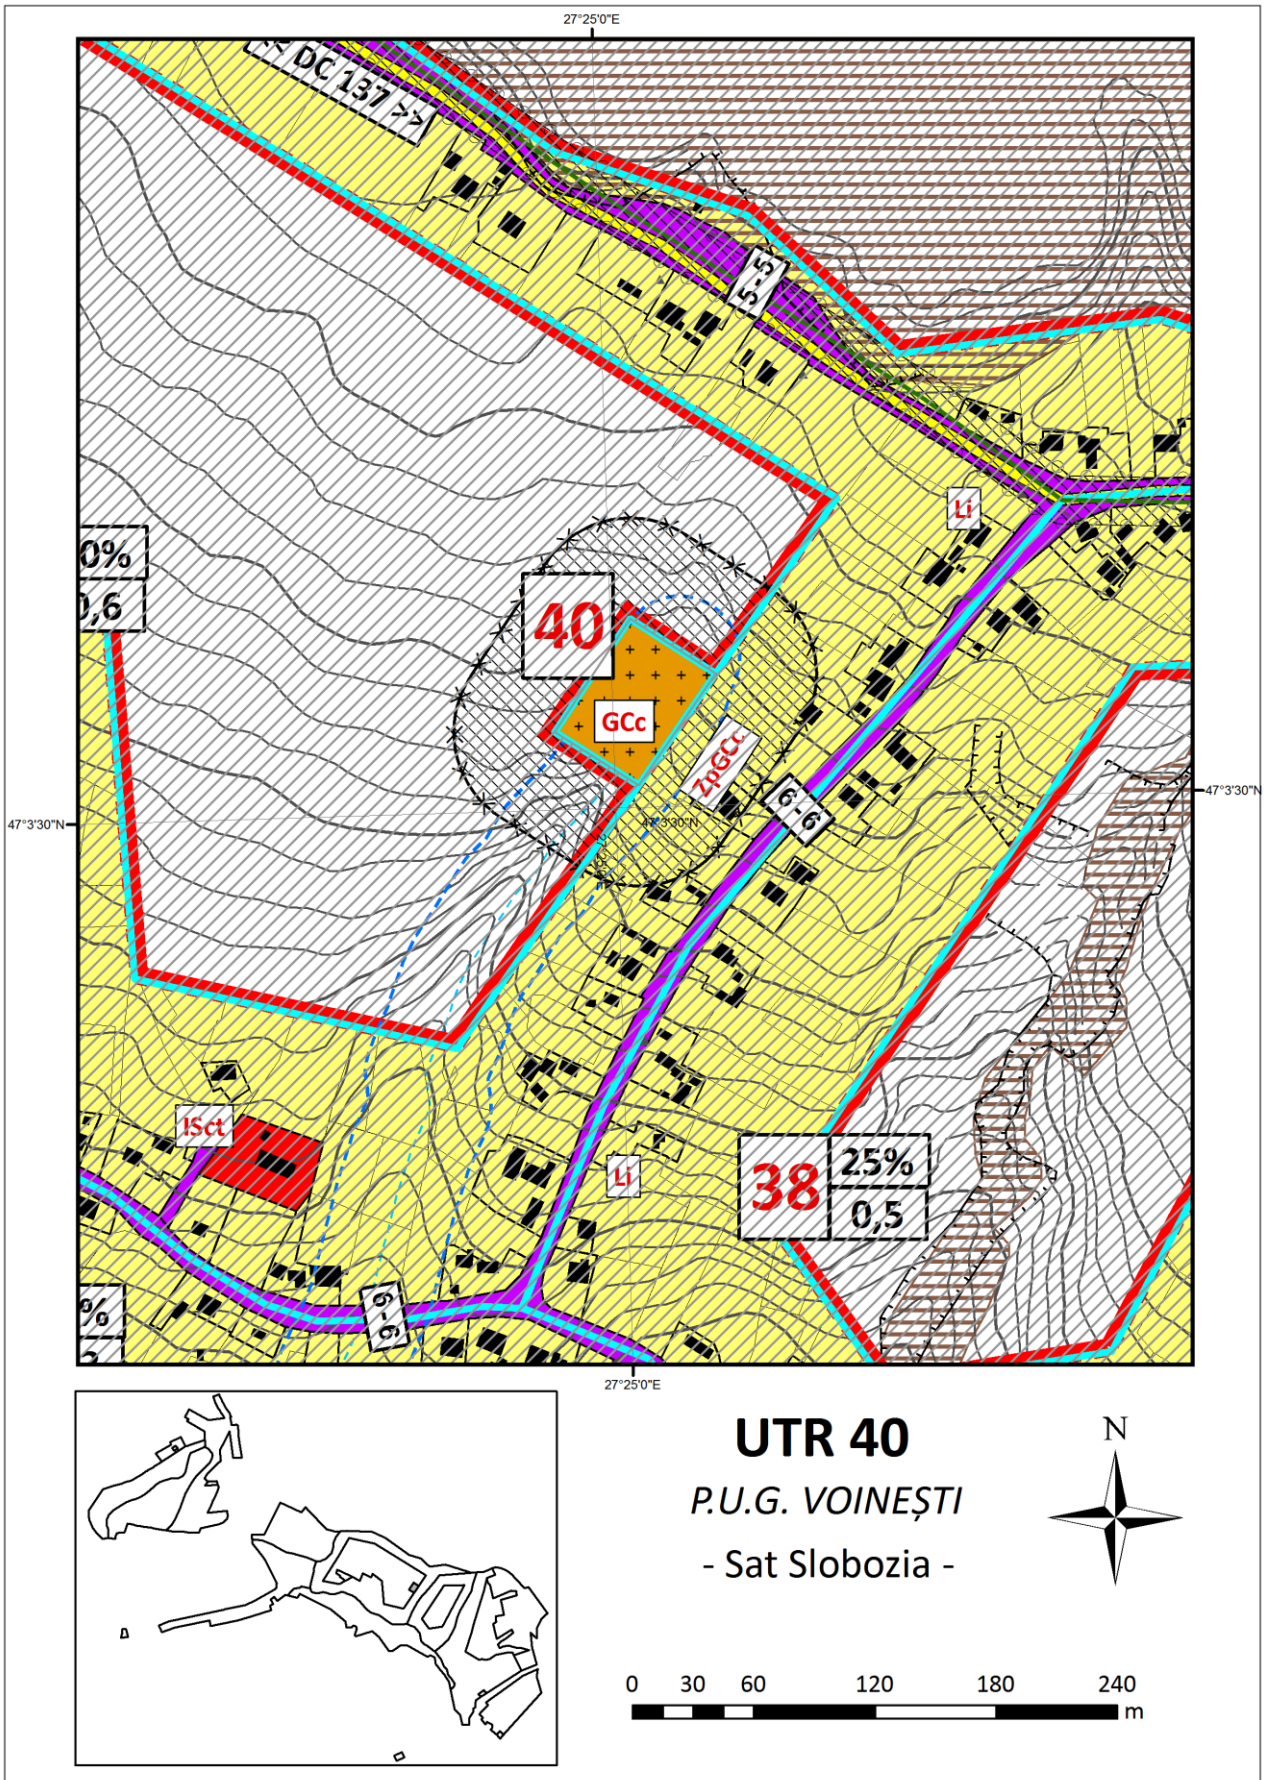 27°25'0"E
<< DC 137 >>
5-5
Li
0%
0,6
40
GCc
ZpGCc
6-6
47°3'30"N
47°3'30"N
47°3'30"N
ISct
Li
38
25%
0,5
%
6-6
27°25'0"E
UTR 40
P.U.G. VOINEȘTI
- Sat Slobozia -
N
0 30 60 120 180 240
m